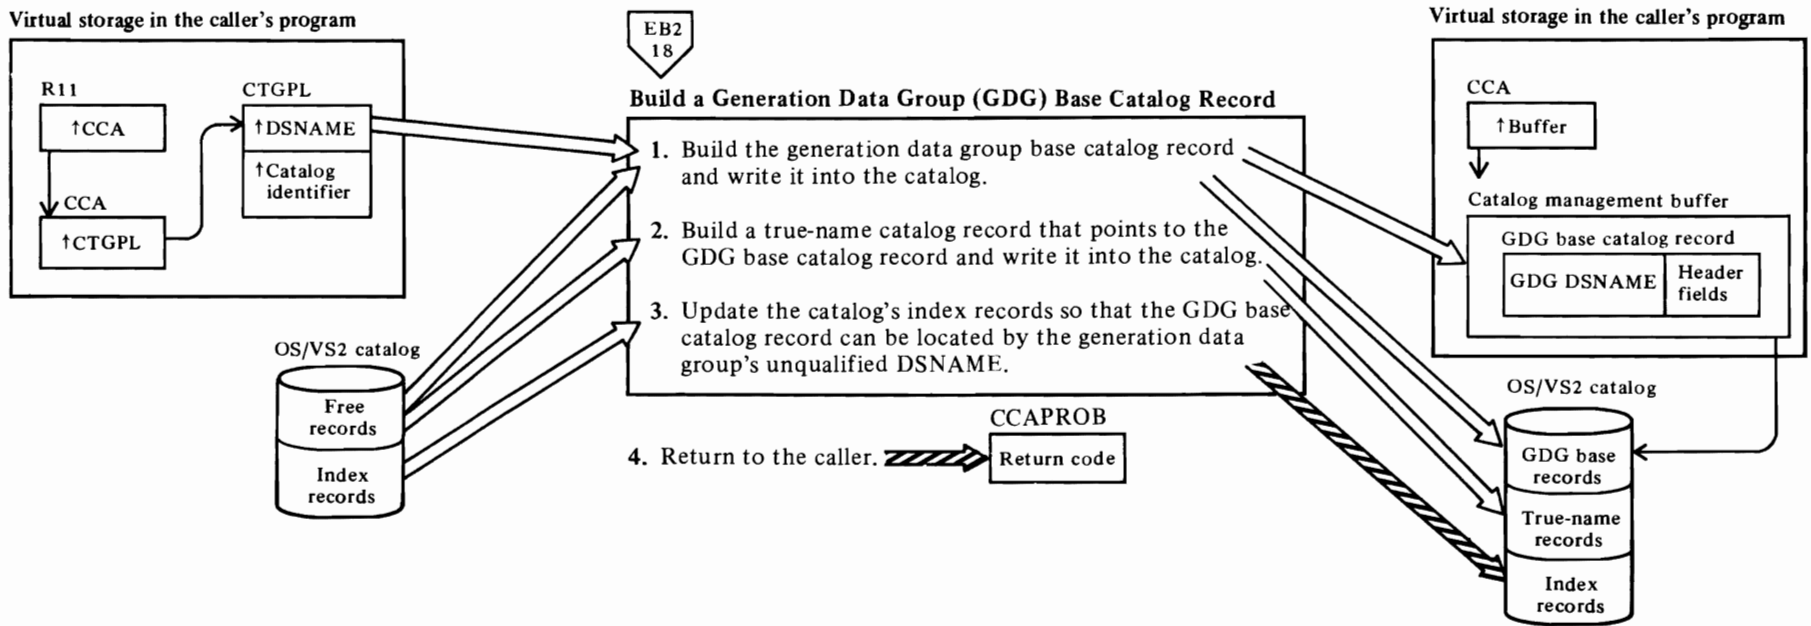 Virtual storage in the caller's program
R11
↑CCA
CCA
↑CTGPL
CTGPL
↑DSNAME
↑Catalog
identifier
OS/VS2 catalog
Free
records
Index
records
EB2
18
Build a Generation Data Group (GDG) Base Catalog Record
1. Build the generation data group base catalog record
and write it into the catalog.
2. Build a true-name catalog record that points to the
GDG base catalog record and write it into the catalog.
3. Update the catalog's index records so that the GDG base
catalog record can be located by the generation data
group's unqualified DSNAME.
4. Return to the caller.
CCAPROB
Return code
Virtual storage in the caller's program
CCA
↑Buffer
Catalog management buffer
GDG base catalog record
GDG DSNAME
Header
fields
OS/VS2 catalog
GDG base
records
True-name
records
Index
records